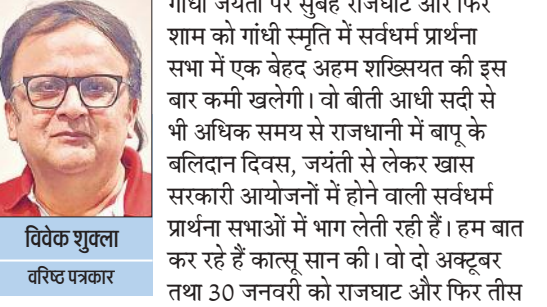 गांधी जयंती पर सुबह राजघाट और फिर
शाम को गांधी स्मृति में सर्वधर्म प्रार्थना
सभा में एक बेहद अहम शख्सियत की इस
बार कमी खलेगी। वो बीती आधी सदी से
भी अधिक समय से राजधानी में बापू के
बलिदान दिवस, जयंती से लेकर खास
सरकारी आयोजनों में होने वाली सर्वधर्म
प्रार्थना सभाओं में भाग लेती रही हैं। हम बात
कर रहे हैं कात्सू सान की। वो दो अक्टूबर
तथा 30 जनवरी को राजघाट और फिर तीस
विवेक शुक्ला
वरिष्ठ पत्रकार